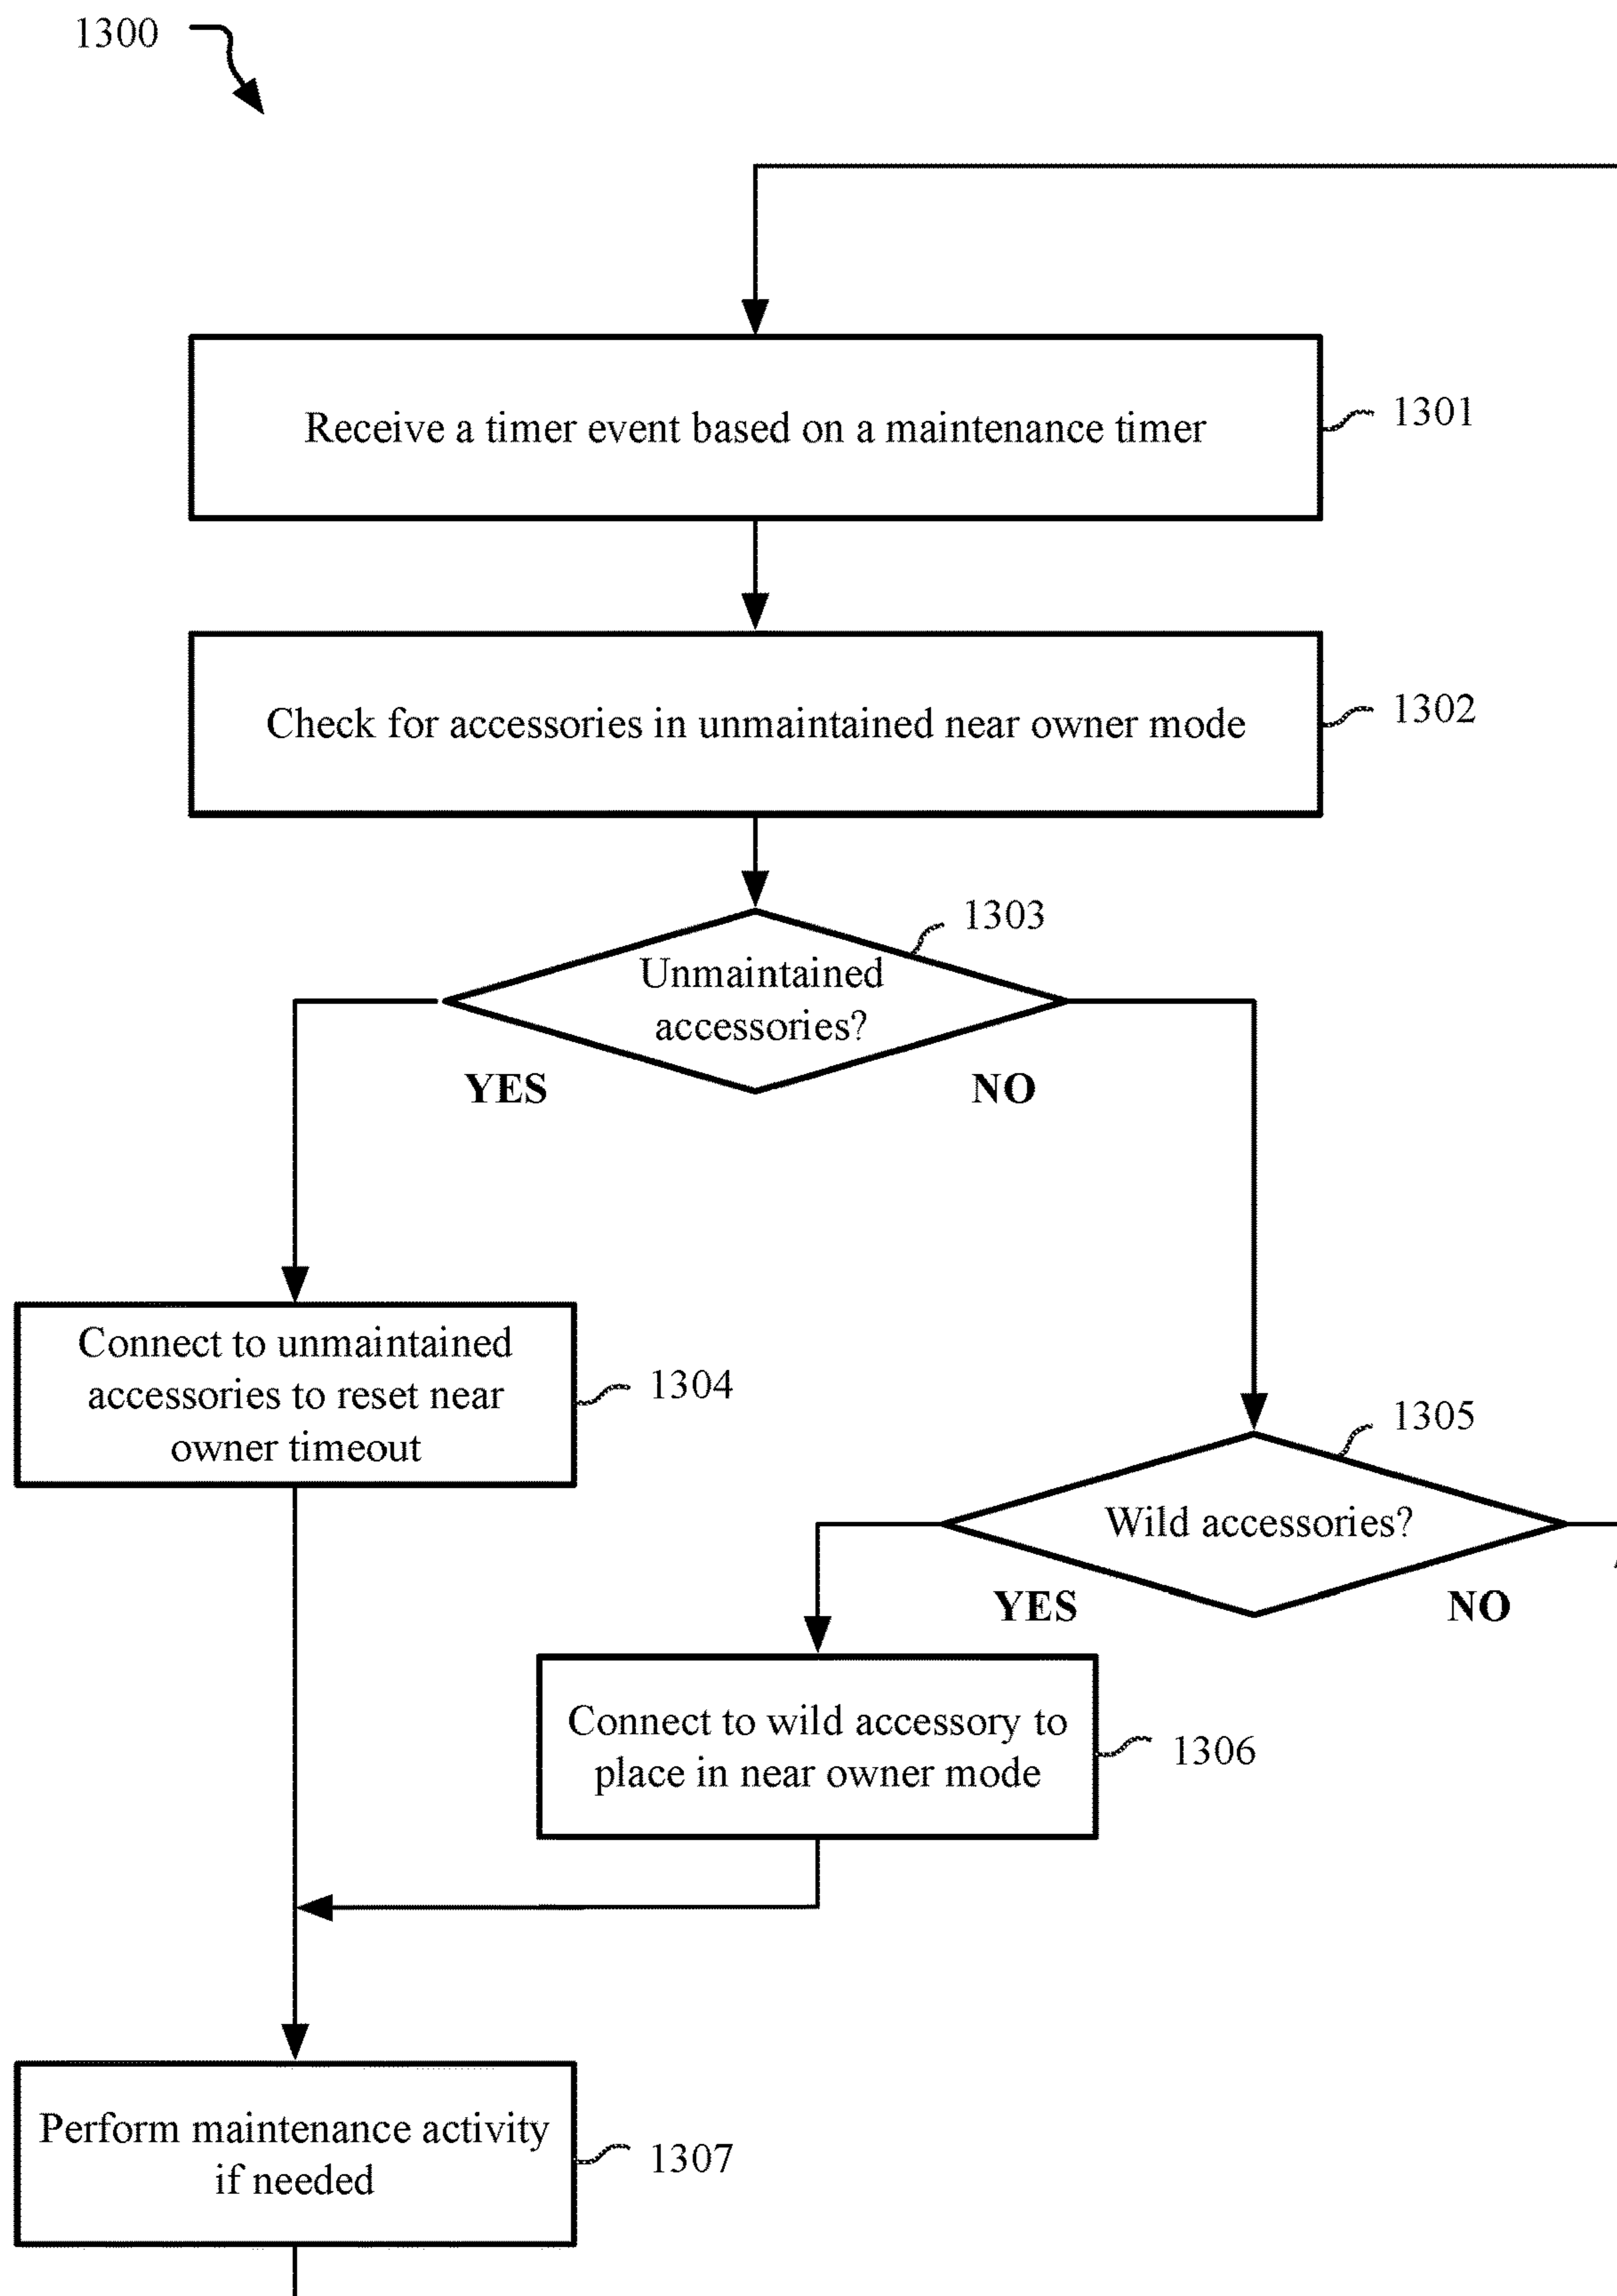 1300
Receive a timer event based on a maintenance timer
1301
Check for accessories in unmaintained near owner mode
1302
1303
Unmaintained
accessories?
YES
NO
Connect to unmaintained
accessories to reset near
owner timeout
1304
1305
Wild accessories?
YES
NO
Connect to wild accessory to
place in near owner mode
1306
Perform maintenance activity
if needed
1307